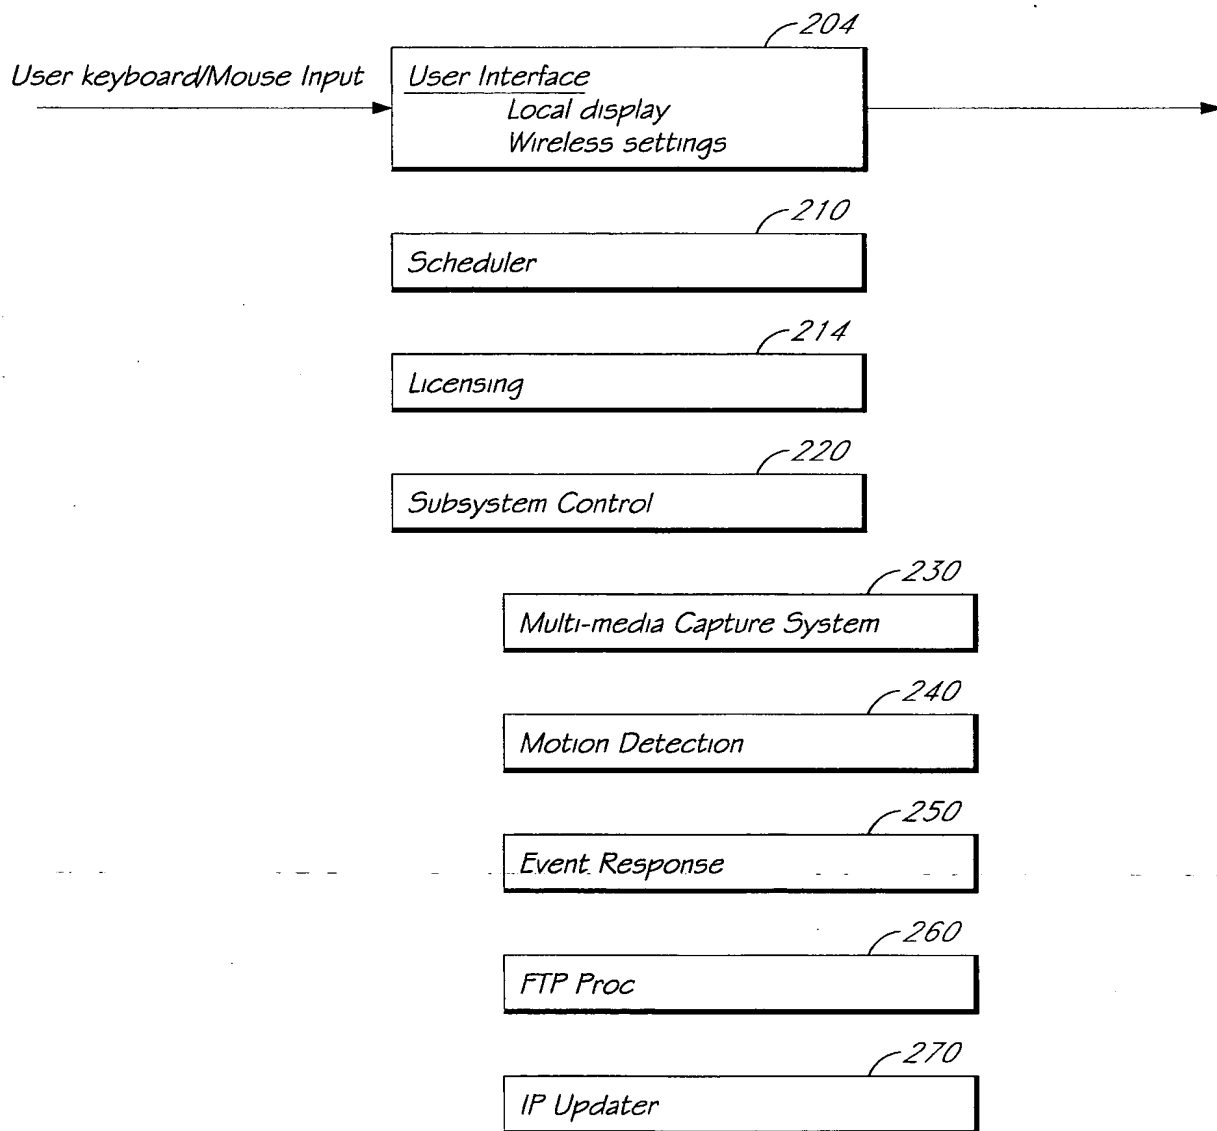 204
User keyboard/Mouse Input
User Interface
Local display
Wireless settings
210
Scheduler
214
Licensing
220
Subsystem Control
230
Multi-media Capture System
240
Motion Detection
250
Event Response
260
FTP Proc
270
IP Updater